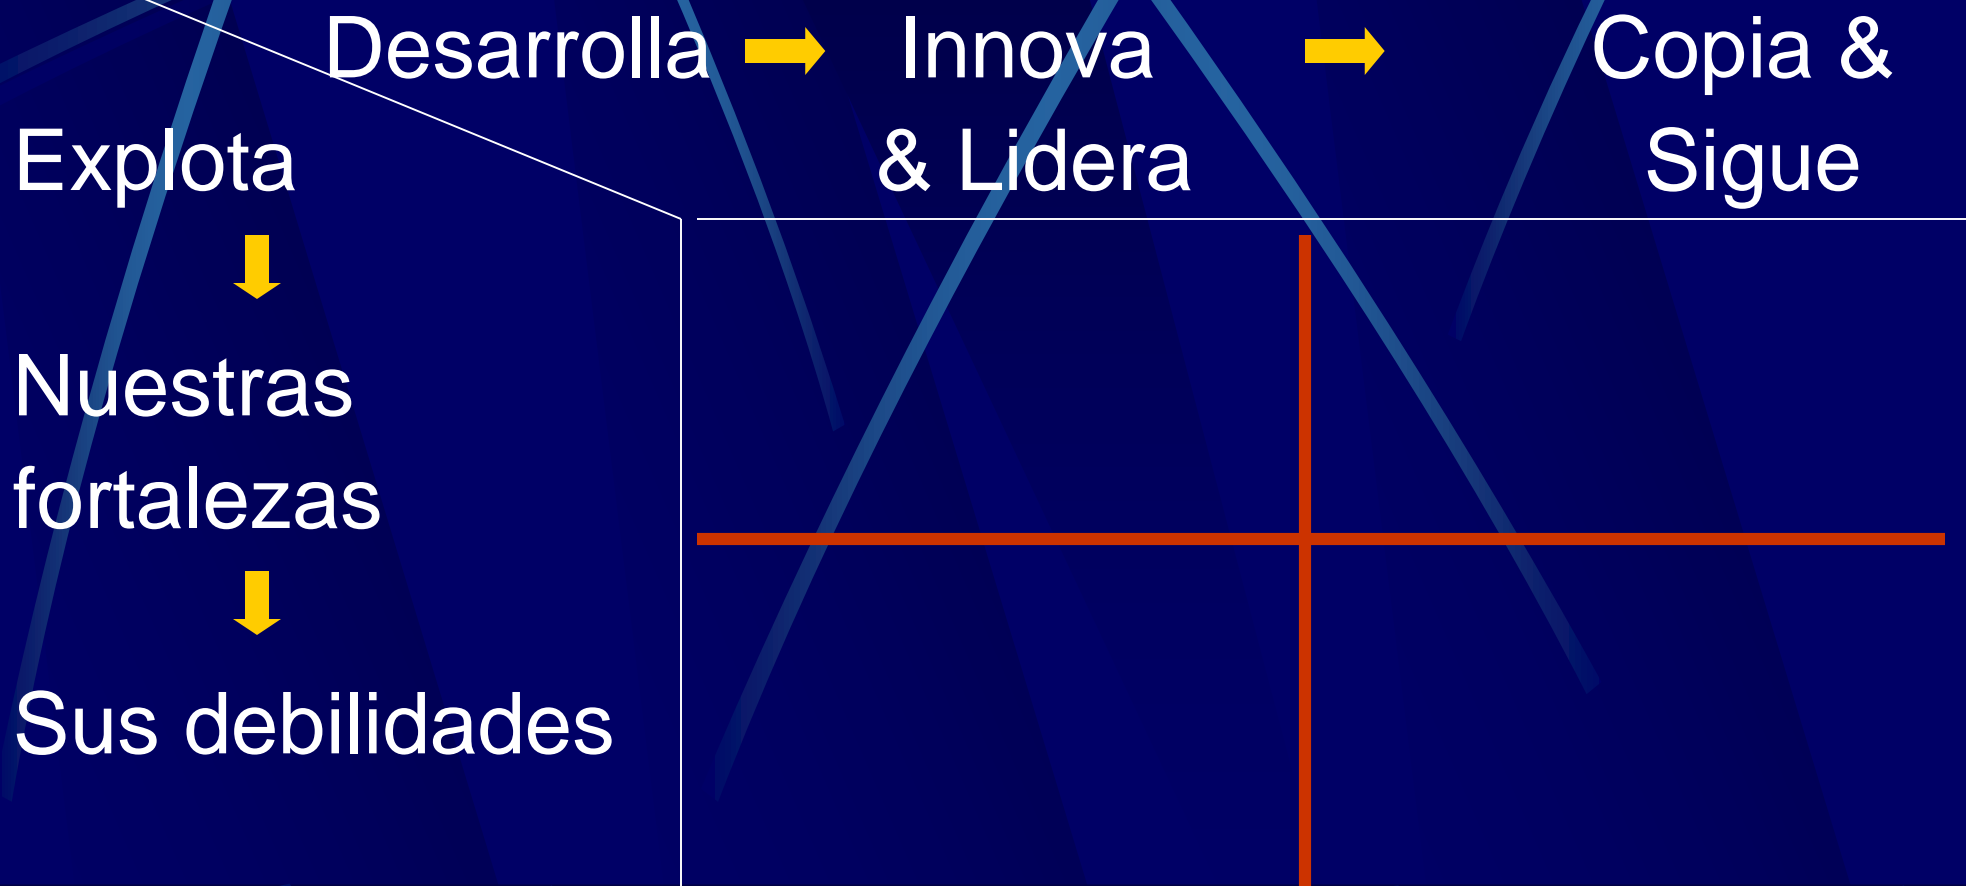 Desarrolla Innova Copia &
Explota & Lidera Sigue
Nuestras
fortalezas
Sus debilidades